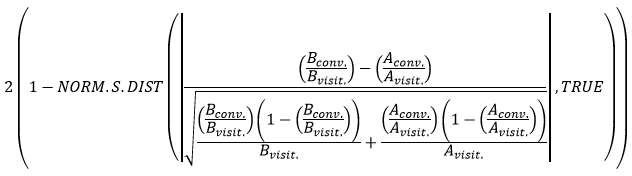 2(1 − NORM.S.DIST(|((B_conv./B_visit.) − (A_conv./A_visit.))/√((B_conv./B_visit.)(1 − (B_conv./B_visit.))/B_visit. + (A_conv./A_visit.)(1 − (A_conv./A_visit.))/A_visit.)|, TRUE))